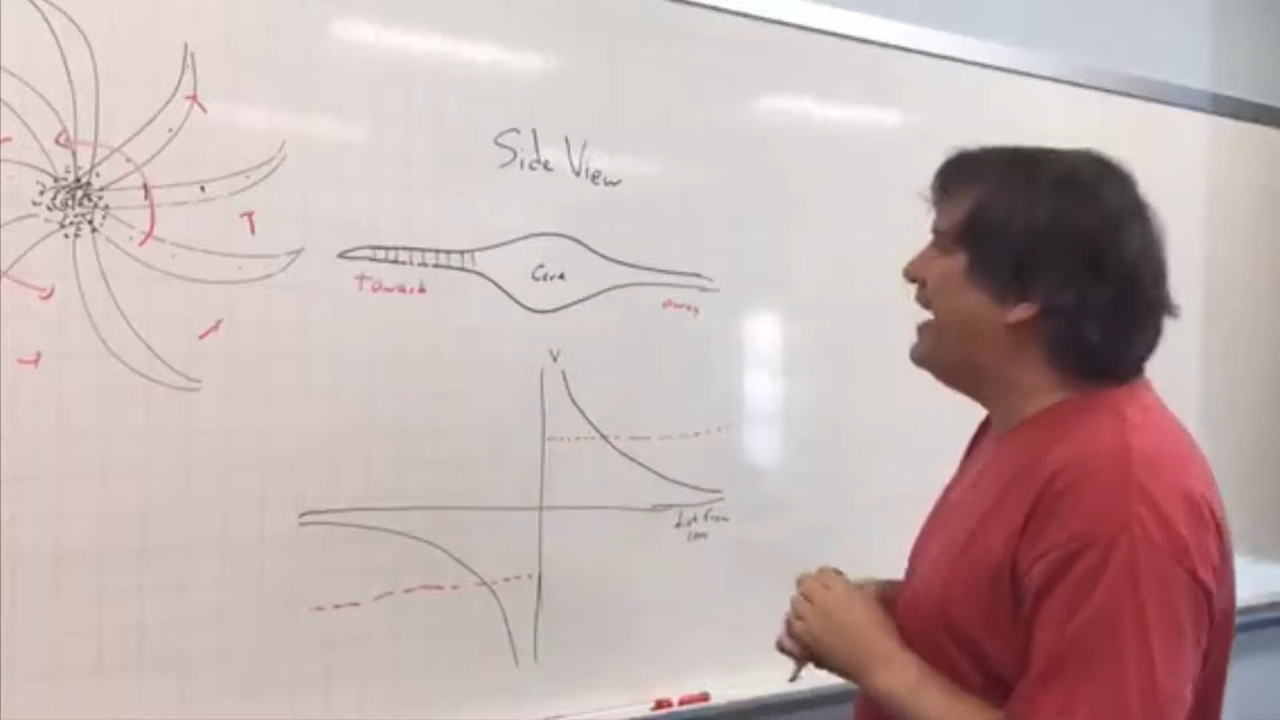 Side View
Core
toward
away
V
dist from
core